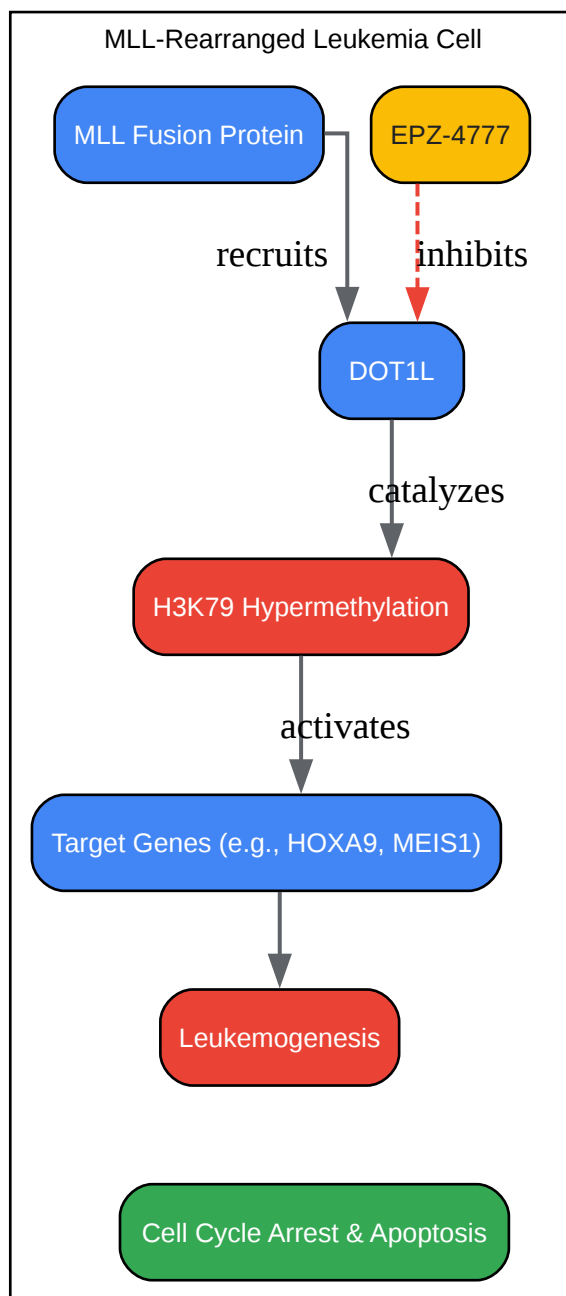 MLL-Rearranged Leukemia Cell
MLL Fusion Protein
EPZ-4777
recruits
inhibits
DOT1L
catalyzes
H3K79 Hypermethylation
activates
Target Genes (e.g., HOXA9, MEIS1)
Leukemogenesis
Cell Cycle Arrest & Apoptosis